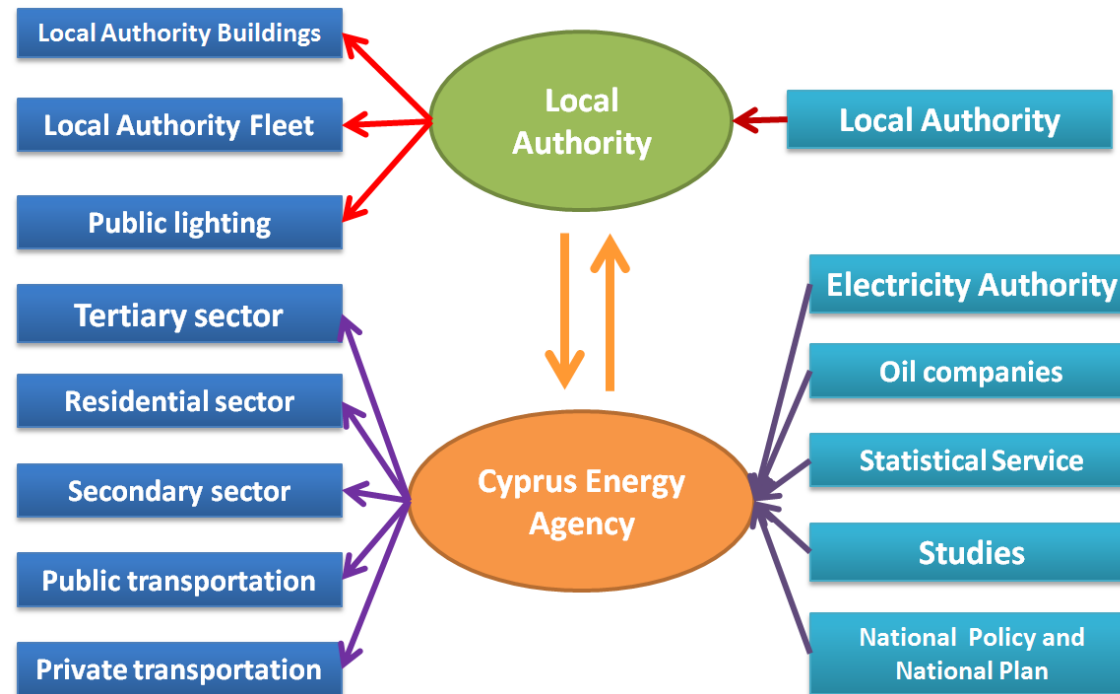 Local Authority Buildings
Local Authority Fleet
Public lighting
Tertiary sector
Residential sector
Secondary sector
Public transportation
Private transportation
Local
Authority
Cyprus Energy
Agency
Local Authority
Electricity Authority
Oil companies
Statistical Service
Studies
National Policy and
National Plan